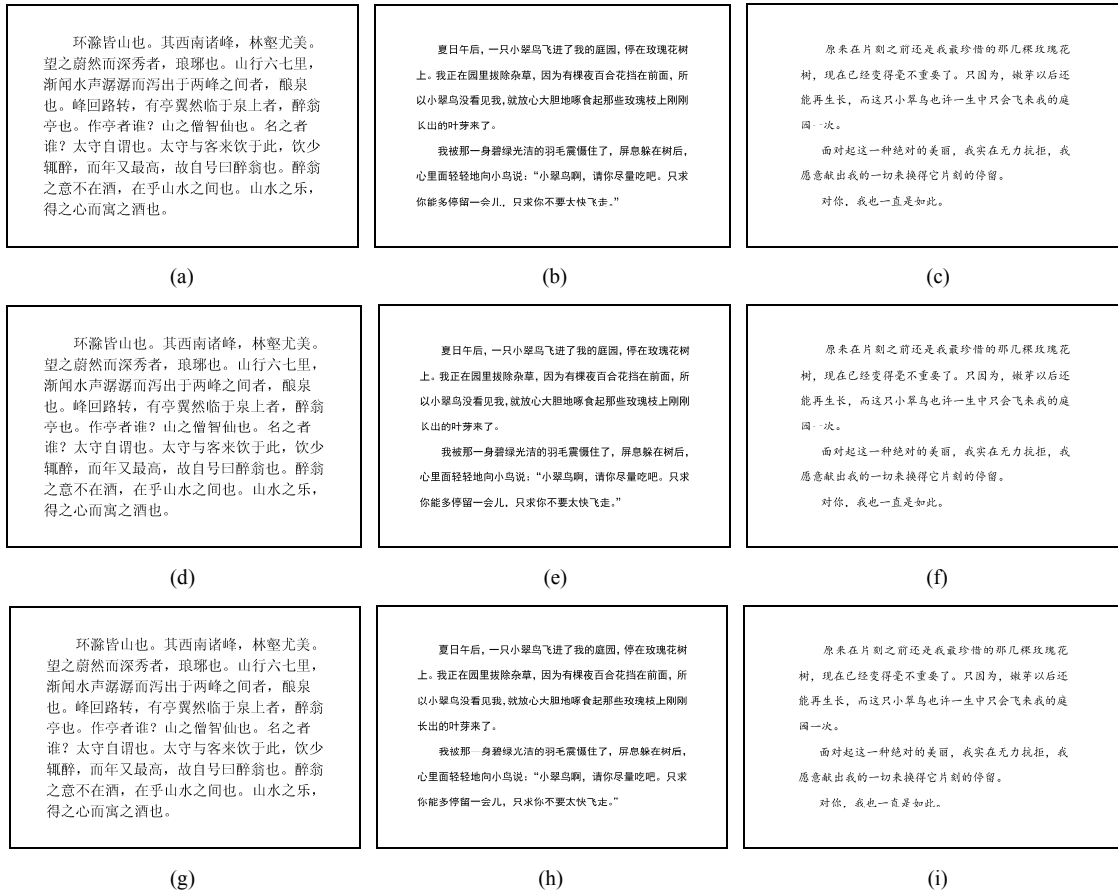 环滁皆山也。其西南诸峰，林壑尤美。
望之蔚然而深秀者，琅琊也。山行六七里，
渐闻水声潺潺而泻出于两峰之间者，酿泉
也。峰回路转，有亭翼然临于泉上者，醉翁
亭也。作亭者谁？山之僧智仙也。名之者
谁？太守自谓也。太守与客来饮于此，饮少
辄醉，而年又最高，故自号曰醉翁也。醉翁
之意不在酒，在乎山水之间也。山水之乐，
得之心而寓之酒也。
(a)
夏日午后，一只小翠鸟飞进了我的庭园，停在玫瑰花树
上。我正在园里拔除杂草，因为有棵夜百合花挡在前面，所
以小翠鸟没看见我，就放心大胆地啄食起那些玫瑰枝上刚刚
长出的叶芽来了。
我被那一身碧绿光洁的羽毛震慑住了，屏息躲在树后，
心里面轻轻地向小鸟说：“小翠鸟啊，请你尽量吃吧。只求
你能多停留一会儿，只求你不要太快飞走。”
(b)
原来在片刻之前还是我最珍惜的那几棵玫瑰花
树，现在已经变得毫不重要了。只因为，嫩芽以后还
能再生长，而这只小翠鸟也许一生中只会飞来我的庭
园一次。
面对起这一种绝对的美丽，我实在无力抗拒，我
愿意献出我的一切来换得它片刻的停留。
对你，我也一直是如此。
(c)
环滁皆山也。其西南诸峰，林壑尤美。
望之蔚然而深秀者，琅琊也。山行六七里，
渐闻水声潺潺而泻出于两峰之间者，酿泉
也。峰回路转，有亭翼然临于泉上者，醉翁
亭也。作亭者谁？山之僧智仙也。名之者
谁？太守自谓也。太守与客来饮于此，饮少
辄醉，而年又最高，故自号曰醉翁也。醉翁
之意不在酒，在乎山水之间也。山水之乐，
得之心而寓之酒也。
(d)
夏日午后，一只小翠鸟飞进了我的庭园，停在玫瑰花树
上。我正在园里拔除杂草，因为有棵夜百合花挡在前面，所
以小翠鸟没看见我，就放心大胆地啄食起那些玫瑰枝上刚刚
长出的叶芽来了。
我被那一身碧绿光洁的羽毛震慑住了，屏息躲在树后，
心里面轻轻地向小鸟说：“小翠鸟啊，请你尽量吃吧。只求
你能多停留一会儿，只求你不要太快飞走。”
(e)
原来在片刻之前还是我最珍惜的那几棵玫瑰花
树，现在已经变得毫不重要了。只因为，嫩芽以后还
能再生长，而这只小翠鸟也许一生中只会飞来我的庭
园一次。
面对起这一种绝对的美丽，我实在无力抗拒，我
愿意献出我的一切来换得它片刻的停留。
对你，我也一直是如此。
(f)
环滁皆山也。其西南诸峰，林壑尤美。
望之蔚然而深秀者，琅琊也。山行六七里，
渐闻水声潺潺而泻出于两峰之间者，酿泉
也。峰回路转，有亭翼然临于泉上者，醉翁
亭也。作亭者谁？山之僧智仙也。名之者
谁？太守自谓也。太守与客来饮于此，饮少
辄醉，而年又最高，故自号曰醉翁也。醉翁
之意不在酒，在乎山水之间也。山水之乐，
得之心而寓之酒也。
(g)
夏日午后，一只小翠鸟飞进了我的庭园，停在玫瑰花树
上。我正在园里拔除杂草，因为有棵夜百合花挡在前面，所
以小翠鸟没看见我，就放心大胆地啄食起那些玫瑰枝上刚刚
长出的叶芽来了。
我被那一身碧绿光洁的羽毛震慑住了，屏息躲在树后，
心里面轻轻地向小鸟说：“小翠鸟啊，请你尽量吃吧。只求
你能多停留一会儿，只求你不要太快飞走。”
(h)
原来在片刻之前还是我最珍惜的那几棵玫瑰花
树，现在已经变得毫不重要了。只因为，嫩芽以后还
能再生长，而这只小翠鸟也许一生中只会飞来我的庭
园一次。
面对起这一种绝对的美丽，我实在无力抗拒，我
愿意献出我的一切来换得它片刻的停留。
对你，我也一直是如此。
(i)